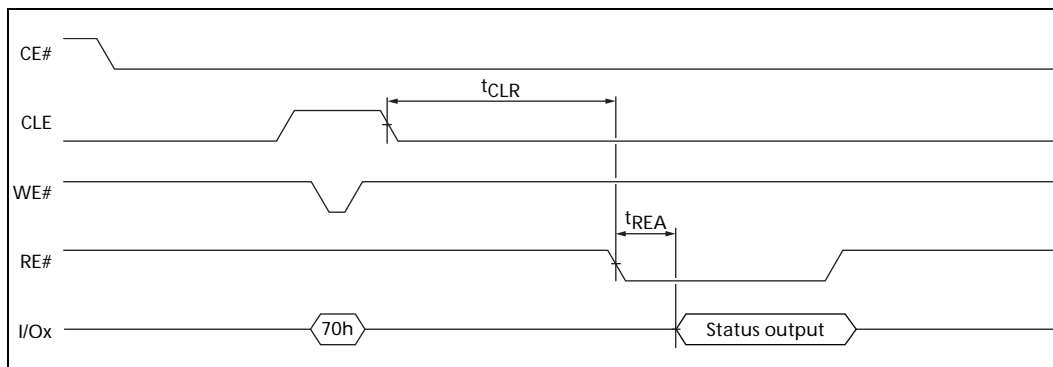 CE#
tCLR
CLE
WE#
tREA
RE#
I/Ox
70h
Status output